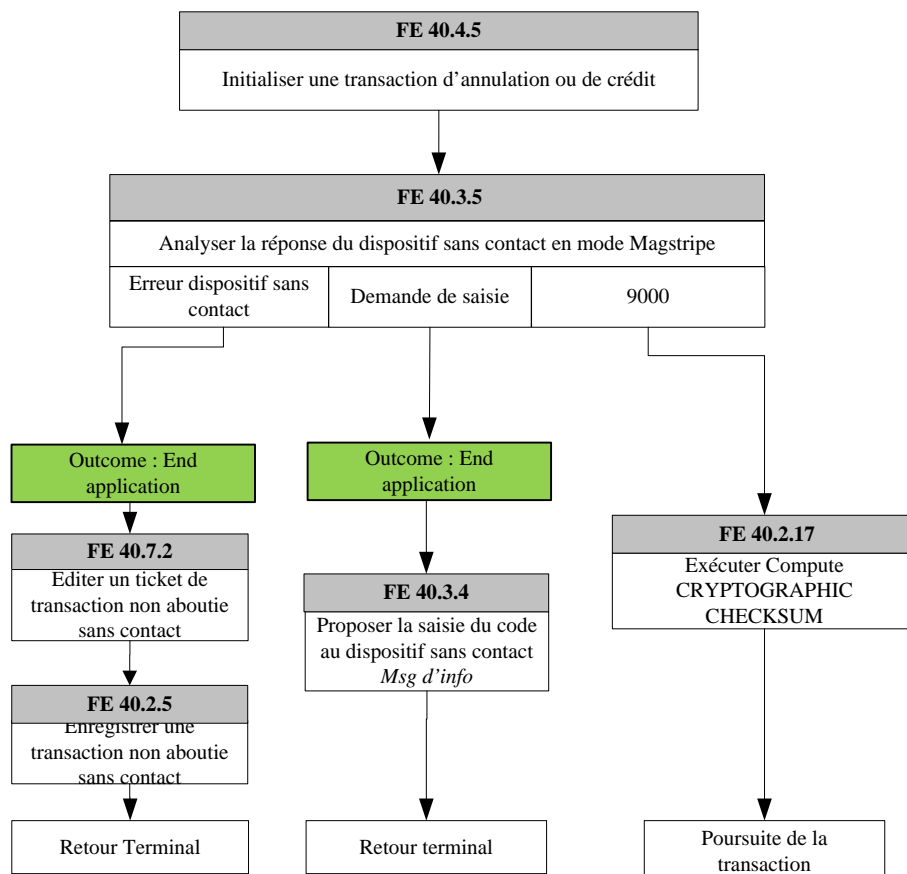 FE 40.4.5
Initialiser une transaction d’annulation ou de crédit
FE 40.3.5
Analyser la réponse du dispositif sans contact en mode Magstripe
Erreur dispositif sans
contact
Demande de saisie
9000
Outcome : End
application
FE 40.7.2
Editer un ticket de
transaction non aboutie
sans contact
FE 40.2.5
Enregistrer une
transaction non aboutie
sans contact
Retour Terminal
Outcome : End
application
FE 40.3.4
Proposer la saisie du code
au dispositif sans contact
Msg d’info
Retour terminal
FE 40.2.17
Exécuter Compute
CRYPTOGRAPHIC
CHECKSUM
Poursuite de la
transaction